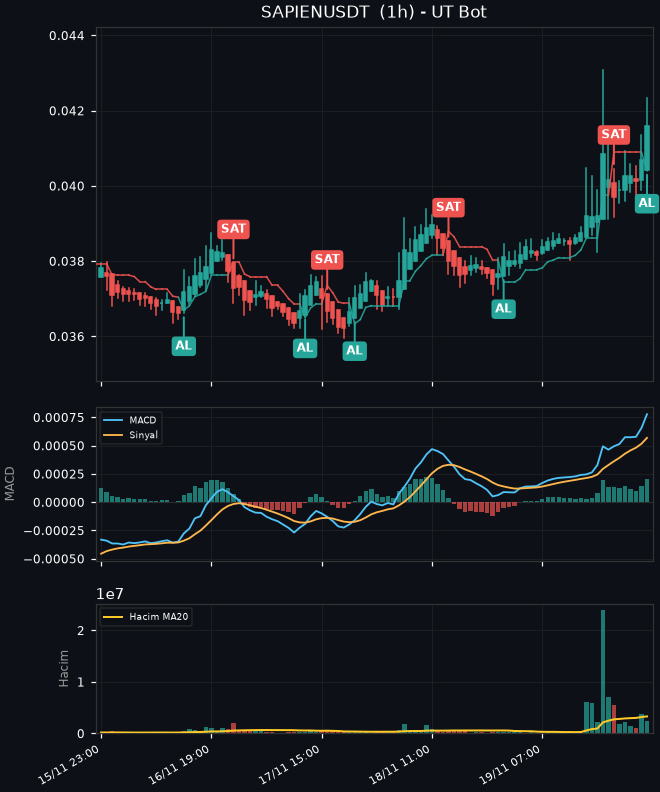 SAPIENUSDT (1h) - UT Bot
0.044
0.042
0.040
0.038
0.036
SAT
SAT
SAT
SAT
AL
AL
AL
AL
AL
MACD
0.00075
0.00050
0.00025
0.00000
−0.00025
−0.00050
MACD
Sinyal
1e7
Hacim
2
1
0
Hacim MA20
15/11 23:00
16/11 19:00
17/11 15:00
18/11 11:00
19/11 07:00